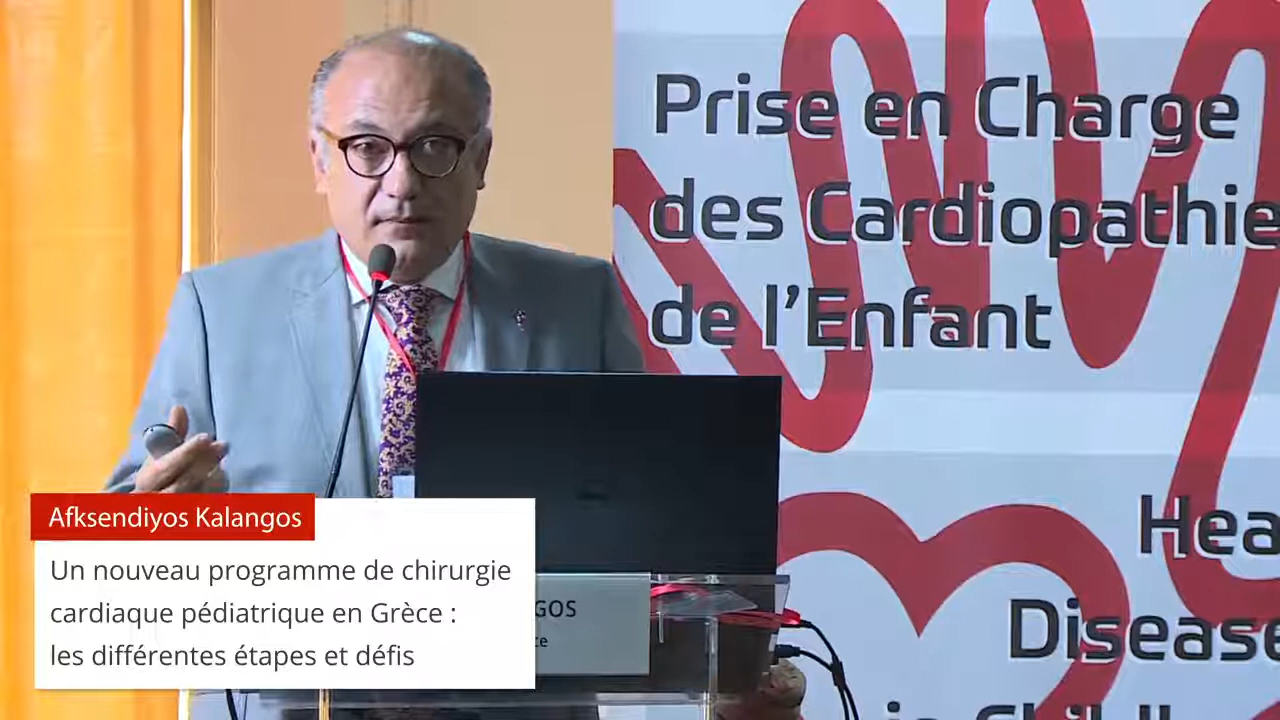 Prise en Charge
des Cardiopathie
de l'Enfant
Hea
Disease
Afksendiyos Kalangos
Un nouveau programme de chirurgie
cardiaque pédiatrique en Grèce :
les différentes étapes et défis
GOS